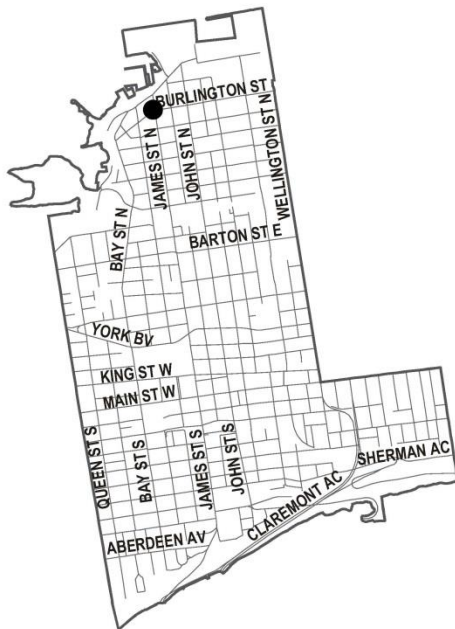 BURLINGTON ST
JAMES ST N
JOHN ST N
WELLINGTON ST N
BAY ST N
BARTON ST E
YORK BV
KING ST W
MAIN ST W
QUEEN ST S
BAY ST S
JAMES ST S
JOHN ST S
CLAREMONT AC
SHERMAN AC
ABERDEEN AV